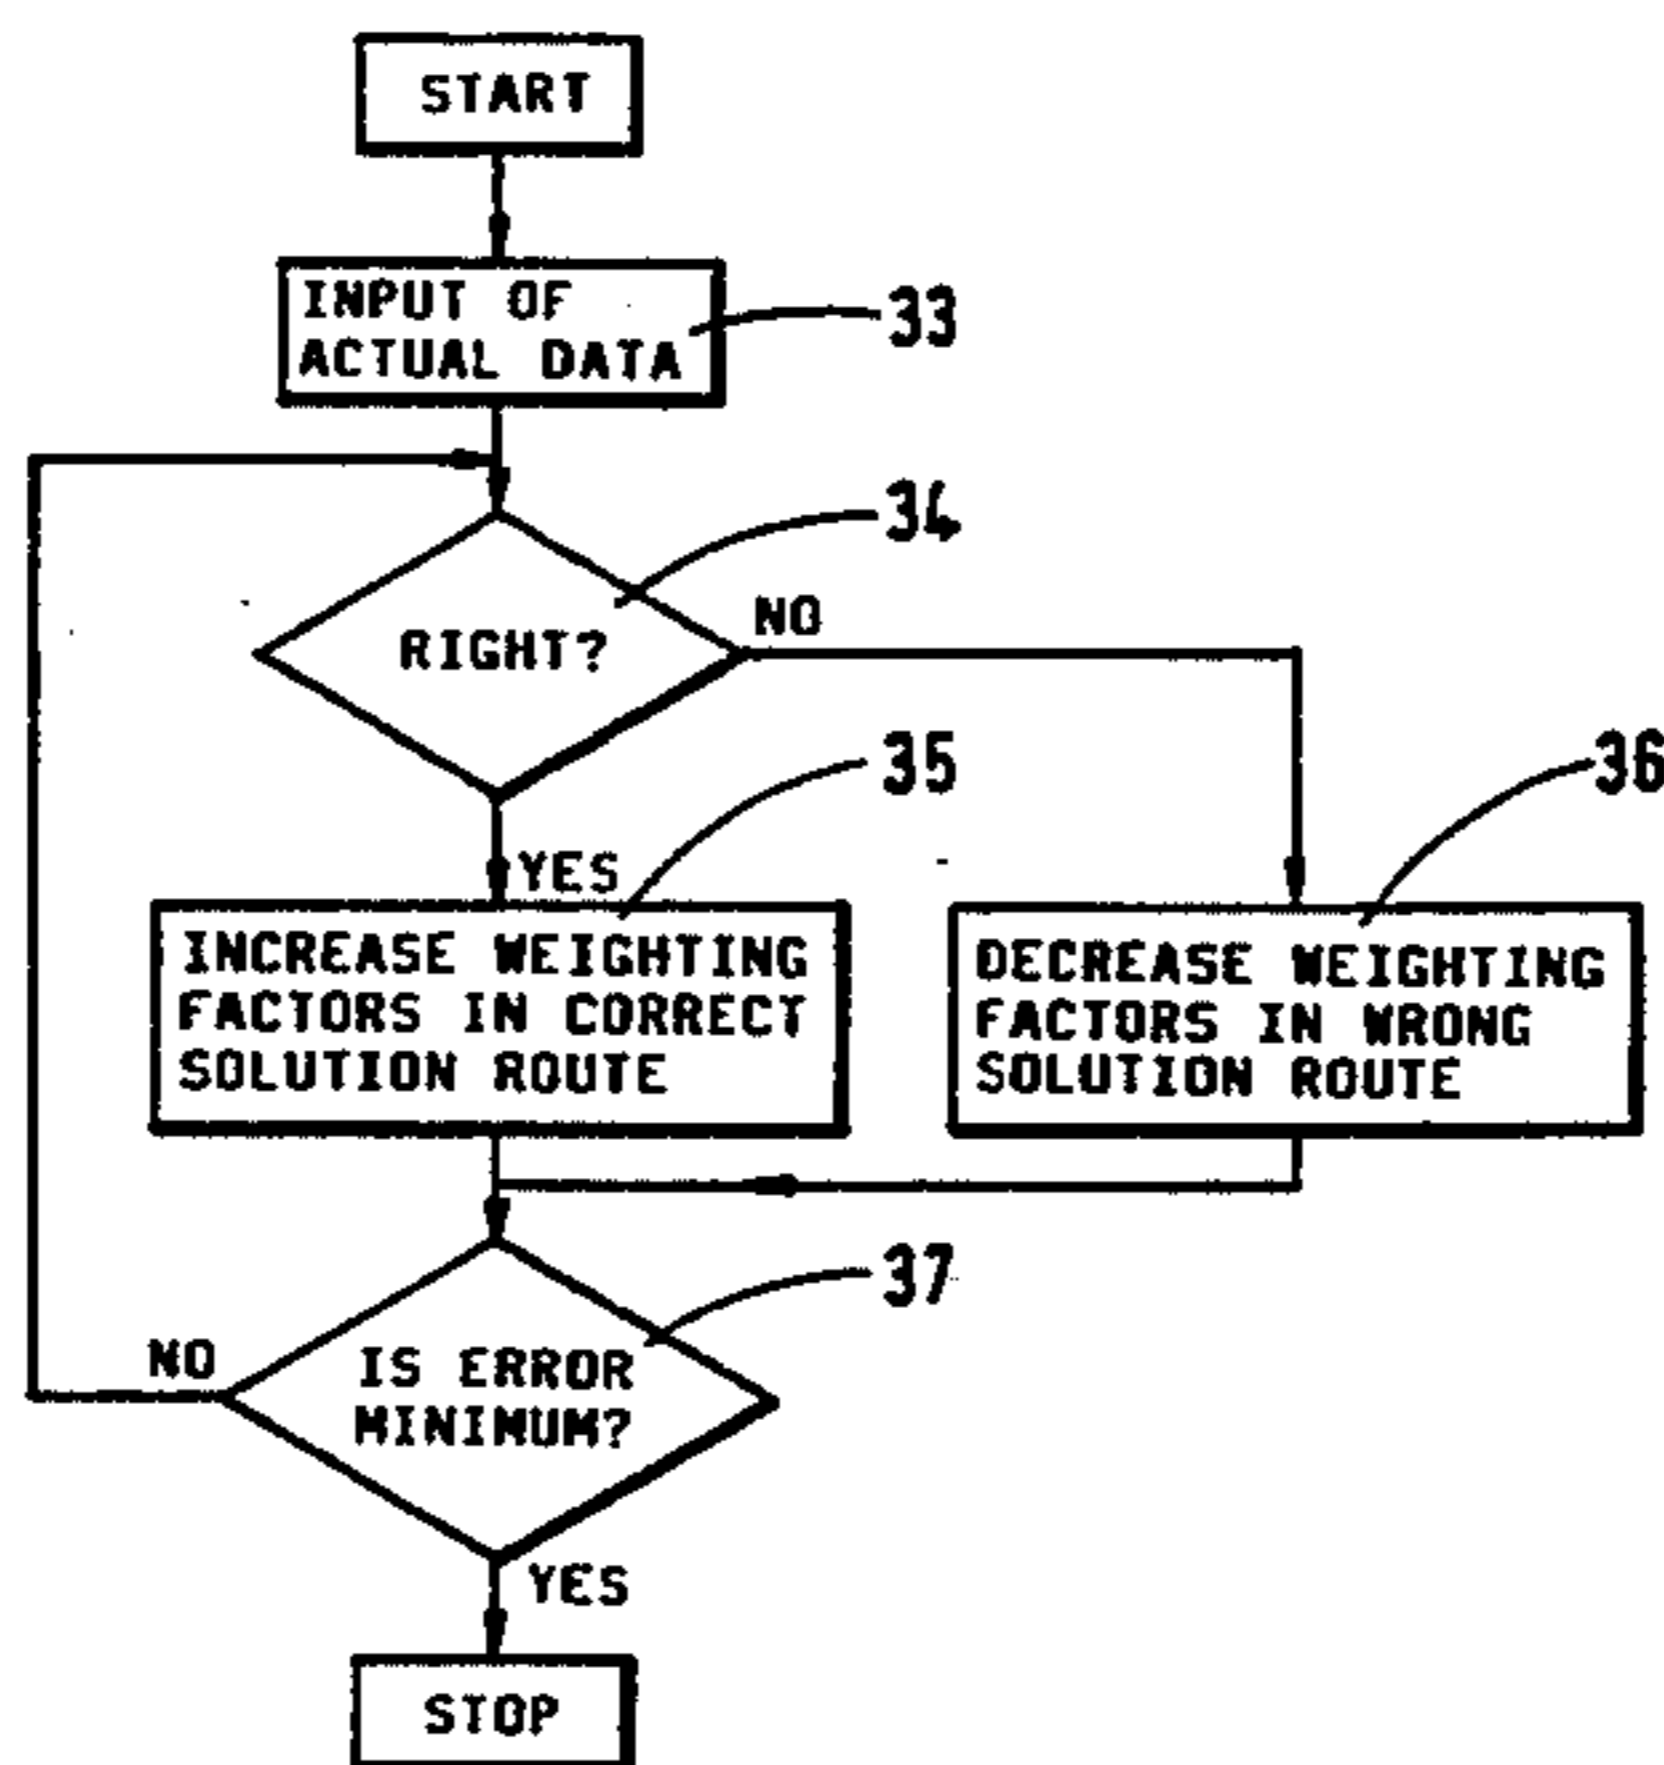 START
INPUT OF
ACTUAL DATA
33
34
RIGHT?
NO
35
36
YES
INCREASE WEIGHTING
FACTORS IN CORRECT
SOLUTION ROUTE
DECREASE WEIGHTING
FACTORS IN WRONG
SOLUTION ROUTE
37
NO
IS ERROR
MINIMUM?
YES
STOP